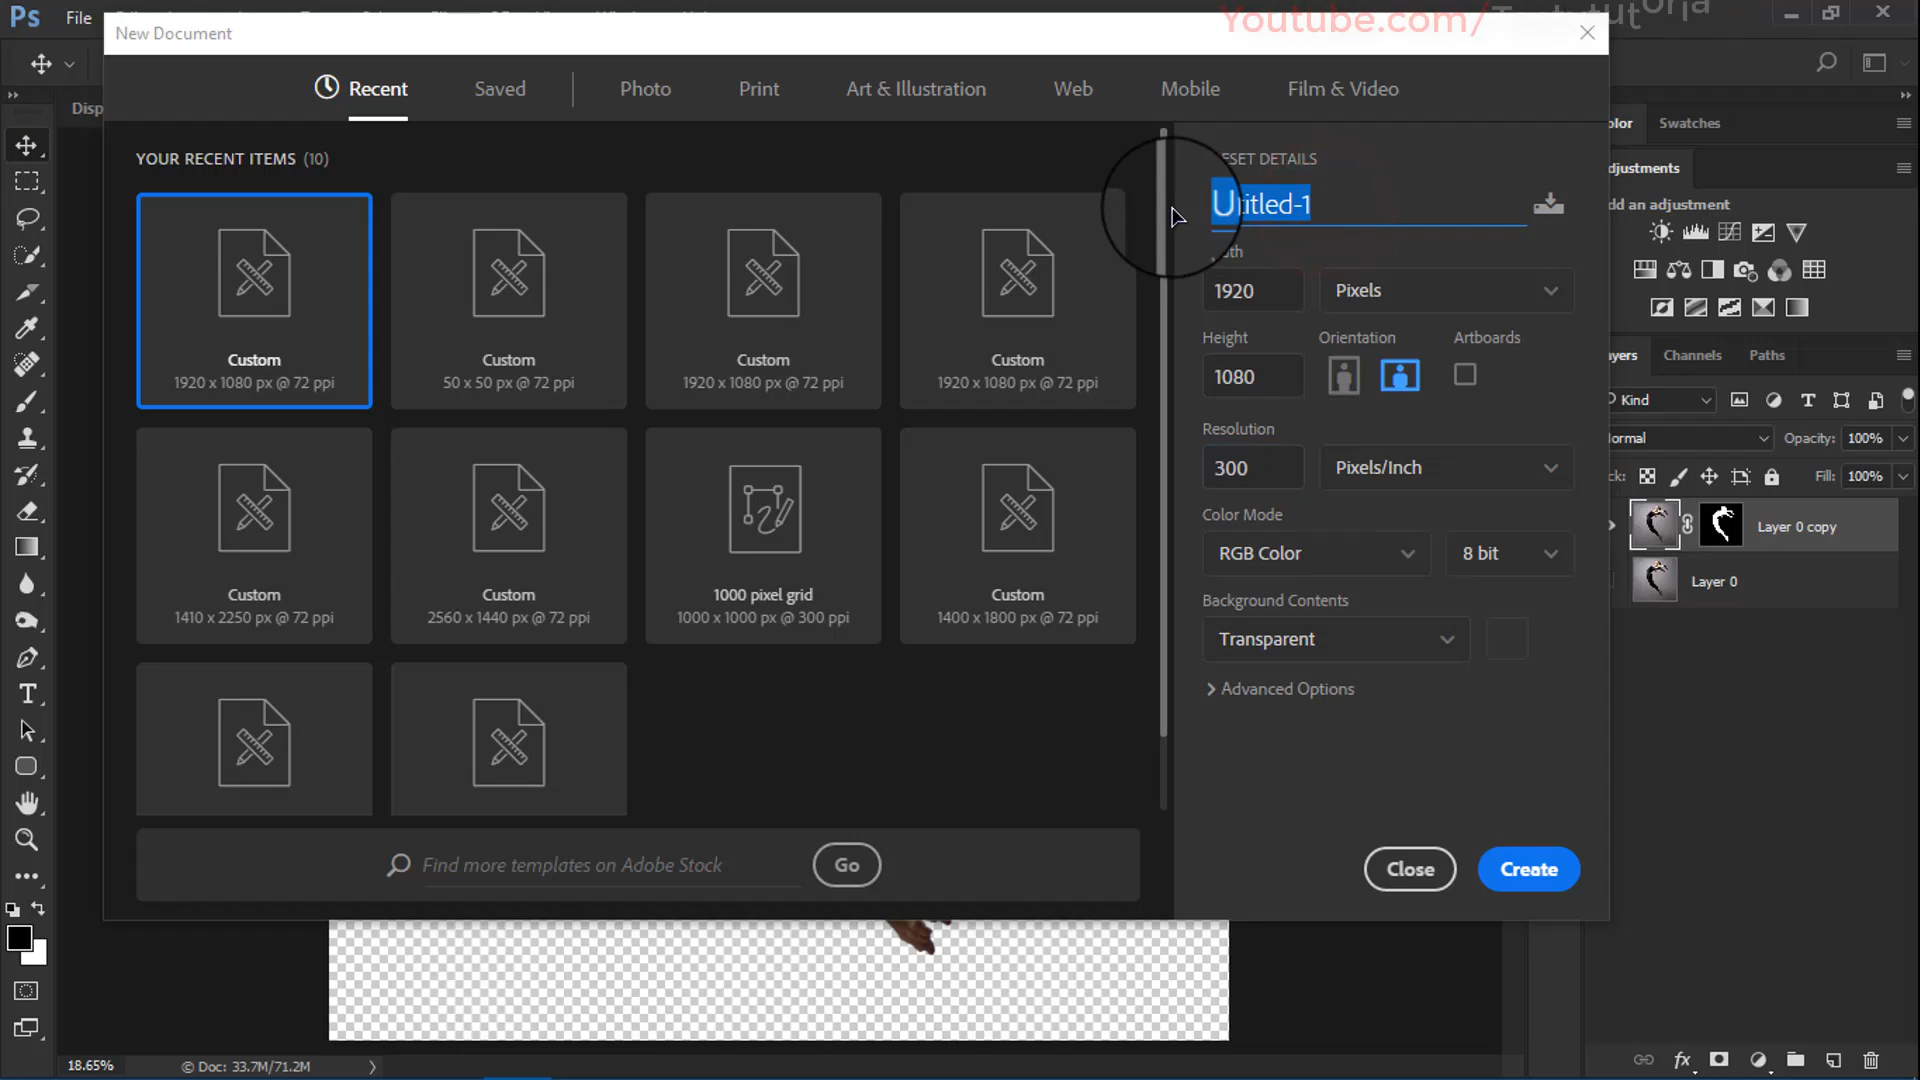 Ps File
Youtube.com/
New Document
Recent Saved Photo Print Art & Illustration Web Mobile Film & Video
Disp
YOUR RECENT ITEMS (10)
Custom
1920 x 1080 px @ 72 ppi
Custom
50 x 50 px @ 72 ppi
Custom
1920 x 1080 px @ 72 ppi
Custom
1920 x 1080 px @ 72 ppi
Custom
1410 x 2250 px @ 72 ppi
Custom
2560 x 1440 px @ 72 ppi
1000 pixel grid
1000 x 1000 px @ 300 ppi
Custom
1400 x 1800 px @ 72 ppi
Find more templates on Adobe Stock Go
ESET DETAILS
Untitled-1
1920 Pixels
Height Orientation Artboards
1080
Resolution
300 Pixels/Inch
Color Mode
RGB Color 8 bit
Background Contents
Transparent
Advanced Options
Close Create
olor Swatches
djustments
dd an adjustment
yers Channels Paths
Kind
ormal Opacity: 100%
ck: Fill: 100%
Layer 0 copy
Layer 0
fx
18.65% © Doc: 33.7M/71.2M